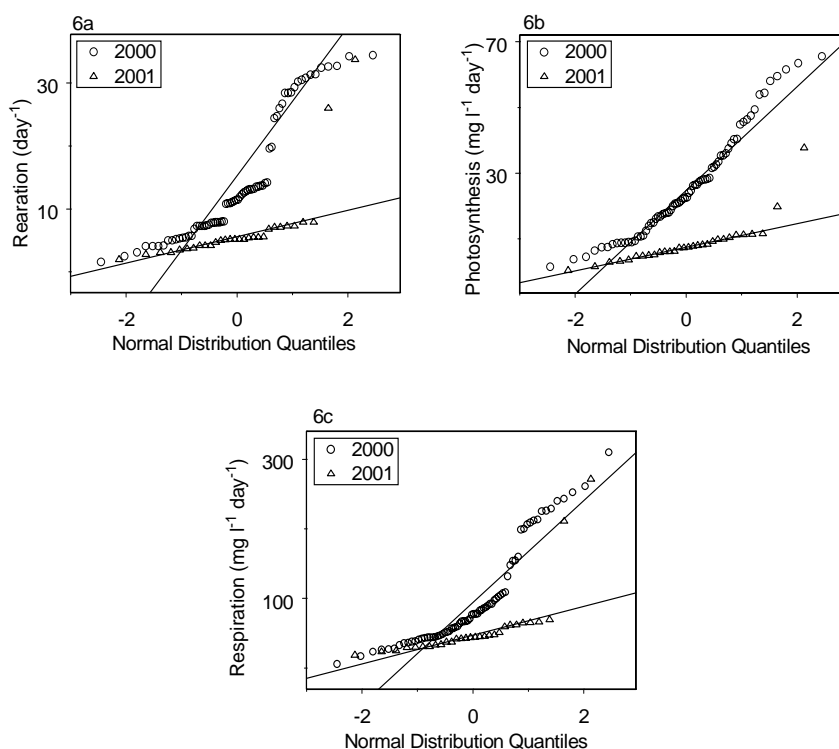 6a
2000
2001
30
10
Rearation (day-1)
-2 0 2
Normal Distribution Quantiles
6b
2000
2001
70
30
Photosynthesis (mg l-1 day-1)
-2 0 2
Normal Distribution Quantiles
6c
2000
2001
300
100
Respiration (mg l-1 day-1)
-2 0 2
Normal Distribution Quantiles